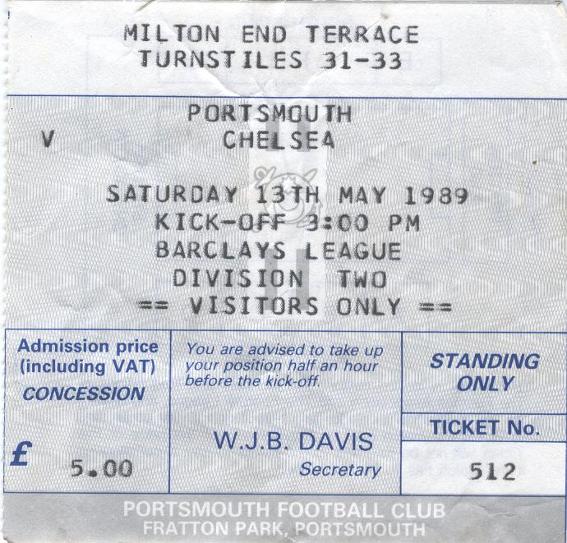 MILTON END TERRACE
TURNSTILES 31-33
PORTSMOUTH
V CHELSEA
SATURDAY 13TH MAY 1989
KICK-OFF 3:00 PM
BARCLAYS LEAGUE
DIVISION TWO
== VISITORS ONLY ==
Admission price
(including VAT)
CONCESSION
£ 5.00
You are advised to take up
your position half an hour
before the kick-off.
W.J.B. DAVIS
Secretary
STANDING
ONLY
TICKET No.
512
PORTSMOUTH FOOTBALL CLUB
FRATTON PARK, PORTSMOUTH